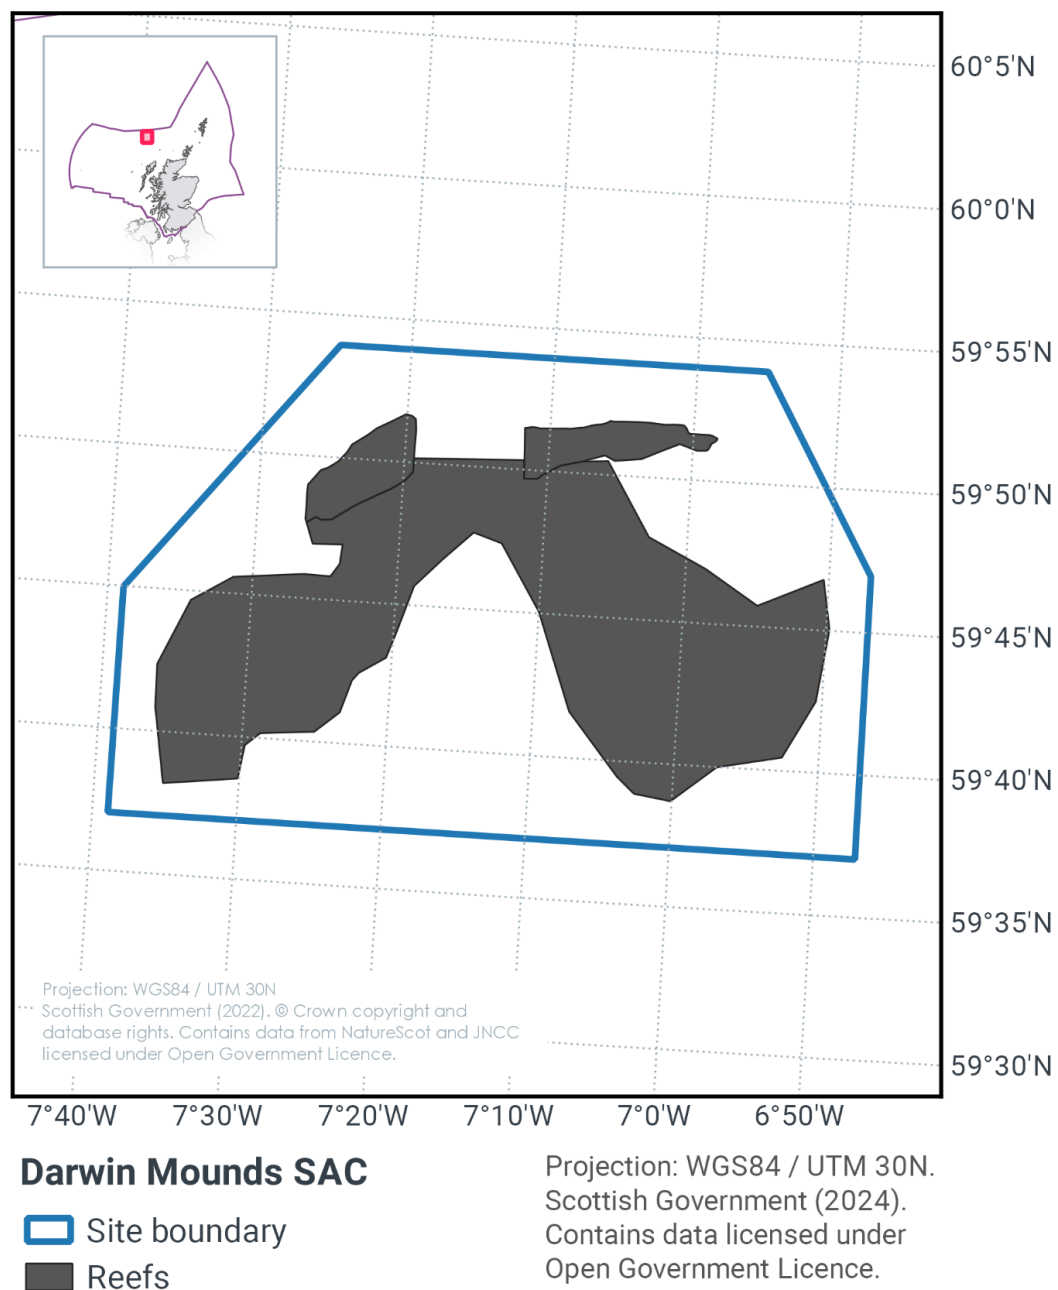 60°5'N
60°0'N
59°55'N
59°50'N
59°45'N
59°40'N
59°35'N
59°30'N
Projection: WGS84 / UTM 30N
Scottish Government (2022). © Crown copyright and
database rights. Contains data from NatureScot and JNCC
licensed under Open Government Licence.
7°40'W 7°30'W 7°20'W 7°10'W 7°0'W 6°50'W
Darwin Mounds SAC
Site boundary
Reefs
Projection: WGS84 / UTM 30N.
Scottish Government (2024).
Contains data licensed under
Open Government Licence.